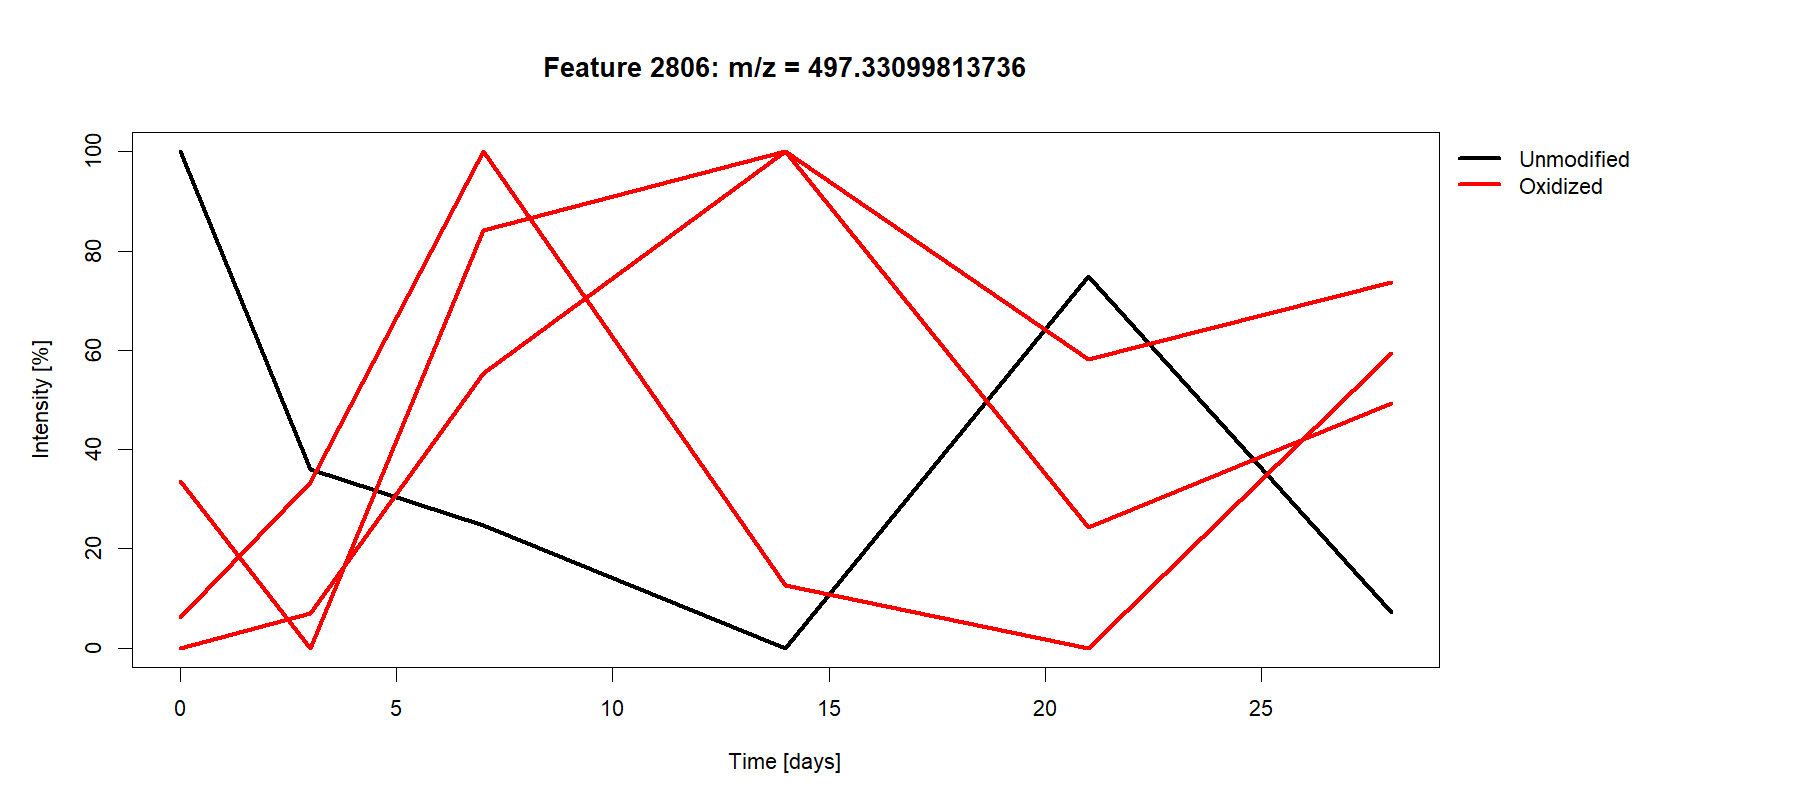 Feature 2806: m/z = 497.33099813736
Unmodified
Oxidized
100
80
60
40
20
0
Intensity [%]
0 5 10 15 20 25
Time [days]